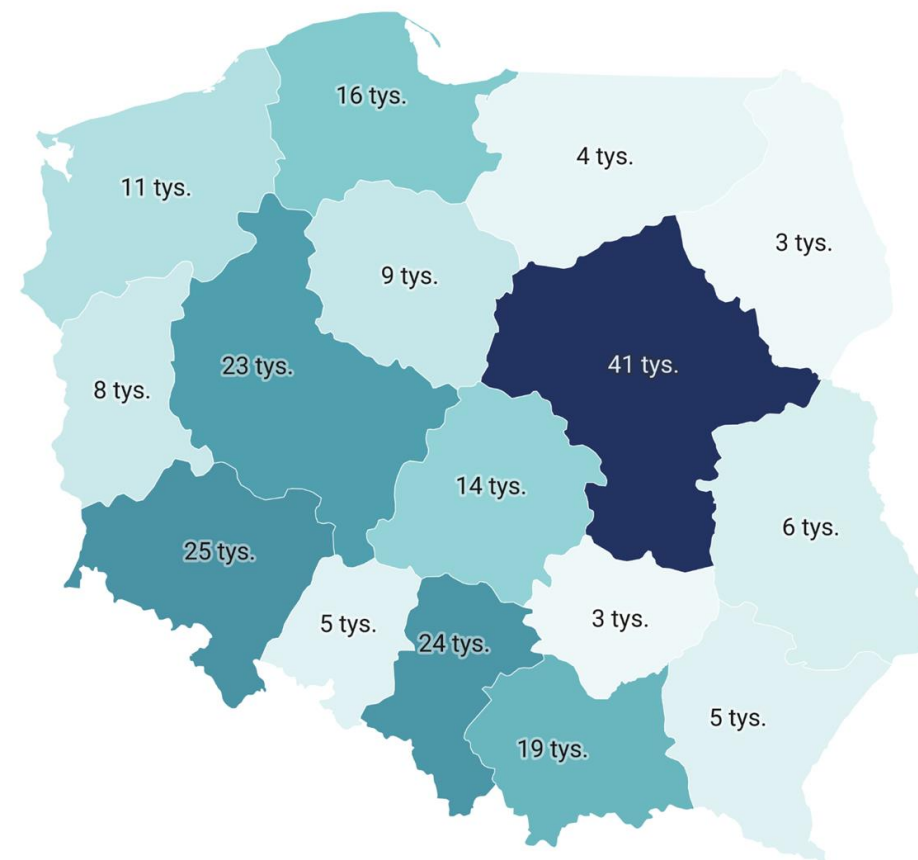 16 tys.
4 tys.
11 tys.
3 tys.
9 tys.
23 tys.
41 tys.
8 tys.
14 tys.
6 tys.
25 tys.
5 tys.
3 tys.
24 tys.
5 tys.
19 tys.